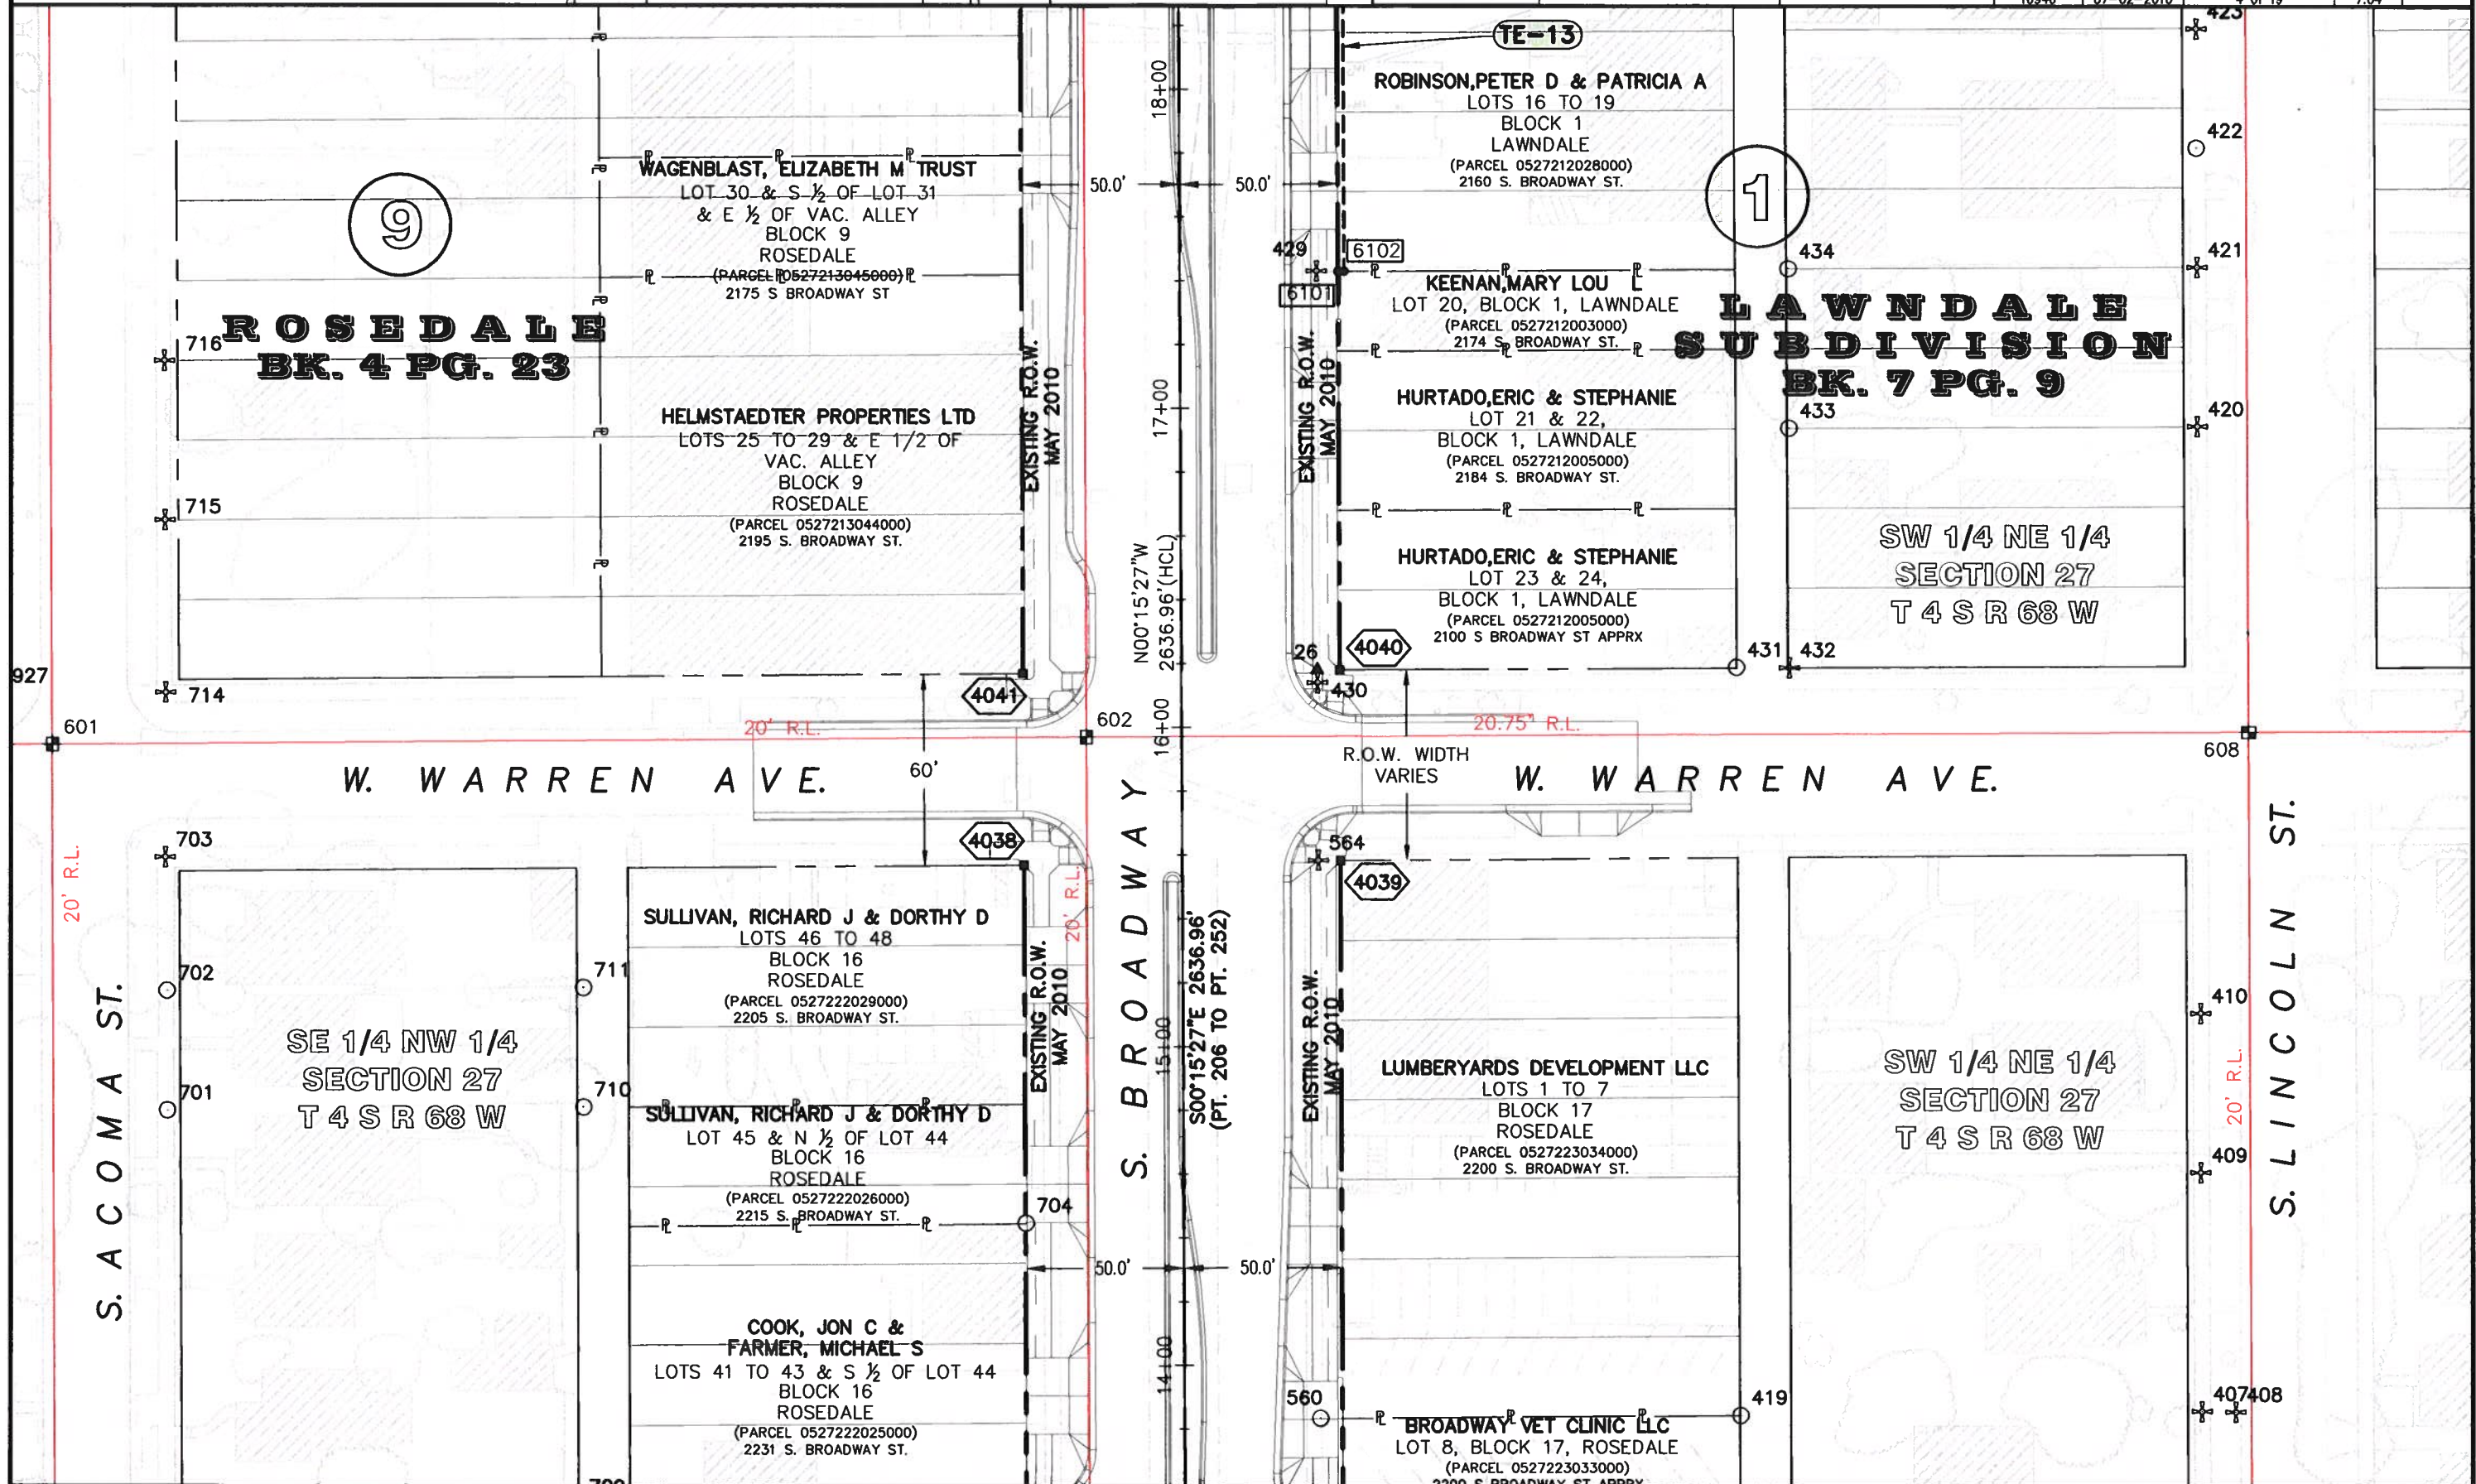 TE-13
ROBINSON,PETER D & PATRICIA A
LOTS 16 TO 19
BLOCK 1
LAWNDALE
(PARCEL 0527212028000)
2160 S. BROADWAY ST.
423
422
421
420
1
434
433
LAWNDALE
SUBDIVISION
BK. 7 PG. 9
18+00
50.0'
50.0'
WAGENBLAST, ELIZABETH M TRUST
LOT 30 & S ½ OF LOT 31
& E ½ OF VAC. ALLEY
BLOCK 9
ROSEDALE
(PARCEL 0527213045000)
2175 S BROADWAY ST
9
ROSEDALE
BK. 4 PG. 23
716
715
714
927
601
429
6102
6101
KEENAN,MARY LOU L
LOT 20, BLOCK 1, LAWNDALE
(PARCEL 0527212003000)
2174 S. BROADWAY ST.
HELMSTAEDTER PROPERTIES LTD
LOTS 25 TO 29 & E 1/2 OF
VAC. ALLEY
BLOCK 9
ROSEDALE
(PARCEL 0527213044000)
2195 S. BROADWAY ST.
EXISTING R.O.W.
MAY 2010
17+00
EXISTING R.O.W.
MAY 2010
HURTADO,ERIC & STEPHANIE
LOT 21 & 22,
BLOCK 1, LAWNDALE
(PARCEL 0527212005000)
2184 S. BROADWAY ST.
HURTADO,ERIC & STEPHANIE
LOT 23 & 24,
BLOCK 1, LAWNDALE
(PARCEL 0527212005000)
2100 S BROADWAY ST APPRX
SW 1/4 NE 1/4
SECTION 27
T 4 S R 68 W
N00°15'27"W
2636.96'(HCL)
26
4040
430
431
432
4041
602
16+00
20' R.L.
20.75' R.L.
608
60'
R.O.W. WIDTH
VARIES
W. WARREN AVE.
W. WARREN AVE.
703
702
701
20' R.L.
S. ACOMA ST.
SE 1/4 NW 1/4
SECTION 27
T 4 S R 68 W
711
710
4038
SULLIVAN, RICHARD J & DORTHY D
LOTS 46 TO 48
BLOCK 16
ROSEDALE
(PARCEL 0527222029000)
2205 S. BROADWAY ST.
SULLIVAN, RICHARD J & DORTHY D
LOT 45 & N ½ OF LOT 44
BLOCK 16
ROSEDALE
(PARCEL 0527222026000)
2215 S. BROADWAY ST.
704
COOK, JON C &
FARMER, MICHAEL S
LOTS 41 TO 43 & S ½ OF LOT 44
BLOCK 16
ROSEDALE
(PARCEL 0527222025000)
2231 S. BROADWAY ST.
EXISTING R.O.W.
MAY 2010
20' R.L.
S. BROADWAY
15+00
14+00
S00°15'27"E 2636.96'
(PT. 206 TO PT. 252)
50.0'
50.0'
EXISTING R.O.W.
MAY 2010
564
4039
LUMBERYARDS DEVELOPMENT LLC
LOTS 1 TO 7
BLOCK 17
ROSEDALE
(PARCEL 0527223034000)
2200 S. BROADWAY ST.
560
419
BROADWAY VET CLINIC LLC
LOT 8, BLOCK 17, ROSEDALE
(PARCEL 0527223033000)
SW 1/4 NE 1/4
SECTION 27
T 4 S R 68 W
410
409
407408
20' R.L.
S. LINCOLN ST.